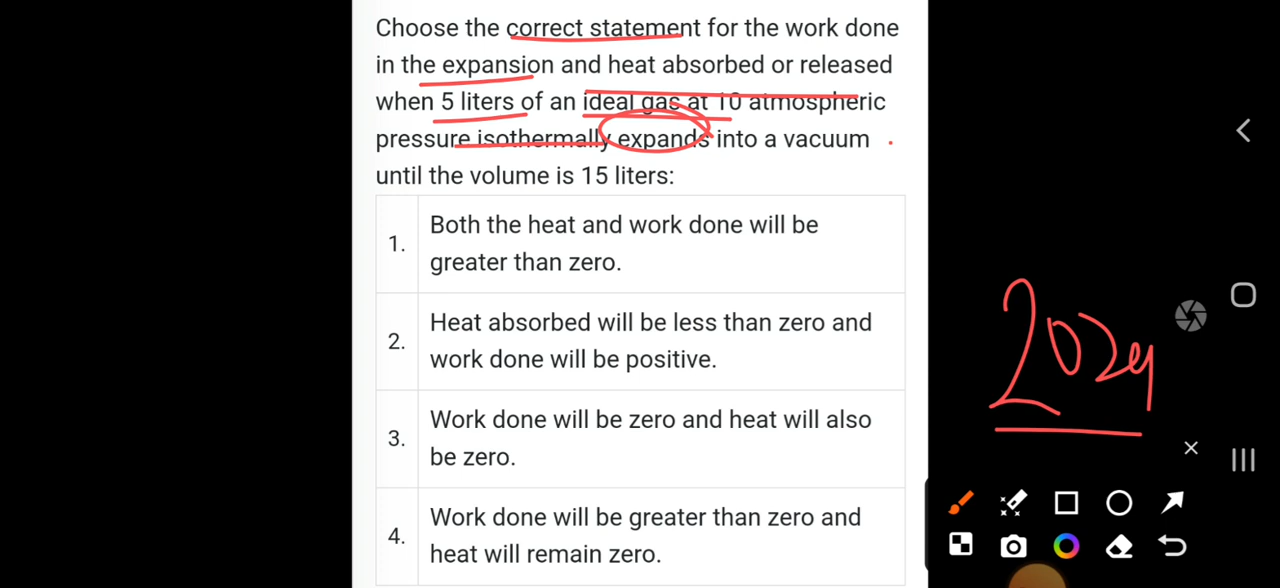 Choose the correct statement for the work done
in the expansion and heat absorbed or released
when 5 liters of an ideal gas at 10 atmospheric
pressure isothermally expands into a vacuum
until the volume is 15 liters:
1. Both the heat and work done will be
greater than zero.
2. Heat absorbed will be less than zero and
work done will be positive.
3. Work done will be zero and heat will also
be zero.
4. Work done will be greater than zero and
heat will remain zero.
2024